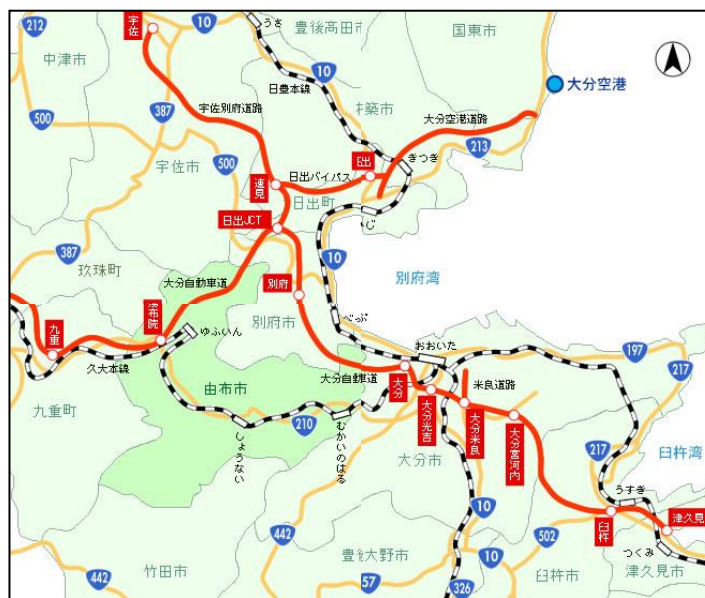 212
宇佐
10
うさ
豊後高田市
国東市
中津市
10
日豊本線
大分空港
387
宇佐別府道路
杵築市
大分空港道路
500
213
宇佐市
500
日出
きつき
速見
日出バイパス
日出町
日出JCT
じ
387
10
玖珠町
大分自動車道
別府湾
別府
湯布院
べっぷ
九重
ゆふいん
別府市
おおいた
197
久大本線
大分自動車道
217
由布市
大分
米良道路
九重町
210
大分光吉
大分米良
大分宮河内
しょうない
むかいのはる
大分市
217
臼杵湾
うすき
10
臼杵
津久見
442
502
つくみ
豊後大野市
10
竹田市
臼杵市
津久見市
442
57
326